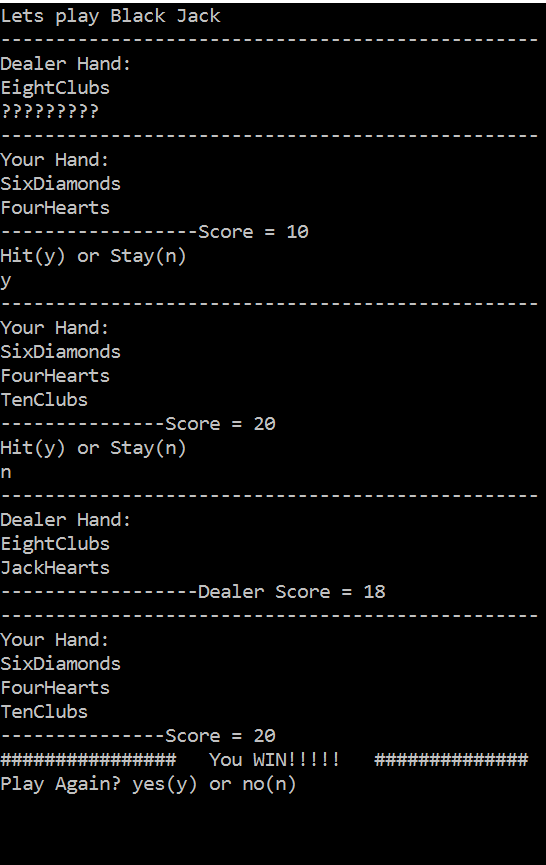 Lets play Black Jack
-------------------------------------------------
Dealer Hand:
EightClubs
?????????
-------------------------------------------------
Your Hand:
SixDiamonds
FourHearts
------------------Score = 10
Hit(y) or Stay(n)
y
-------------------------------------------------
Your Hand:
SixDiamonds
FourHearts
TenClubs
---------------Score = 20
Hit(y) or Stay(n)
n
-------------------------------------------------
Dealer Hand:
EightClubs
JackHearts
------------------Dealer Score = 18
-------------------------------------------------
Your Hand:
SixDiamonds
FourHearts
TenClubs
---------------Score = 20
################   You WIN!!!!!   ##############
Play Again? yes(y) or no(n)